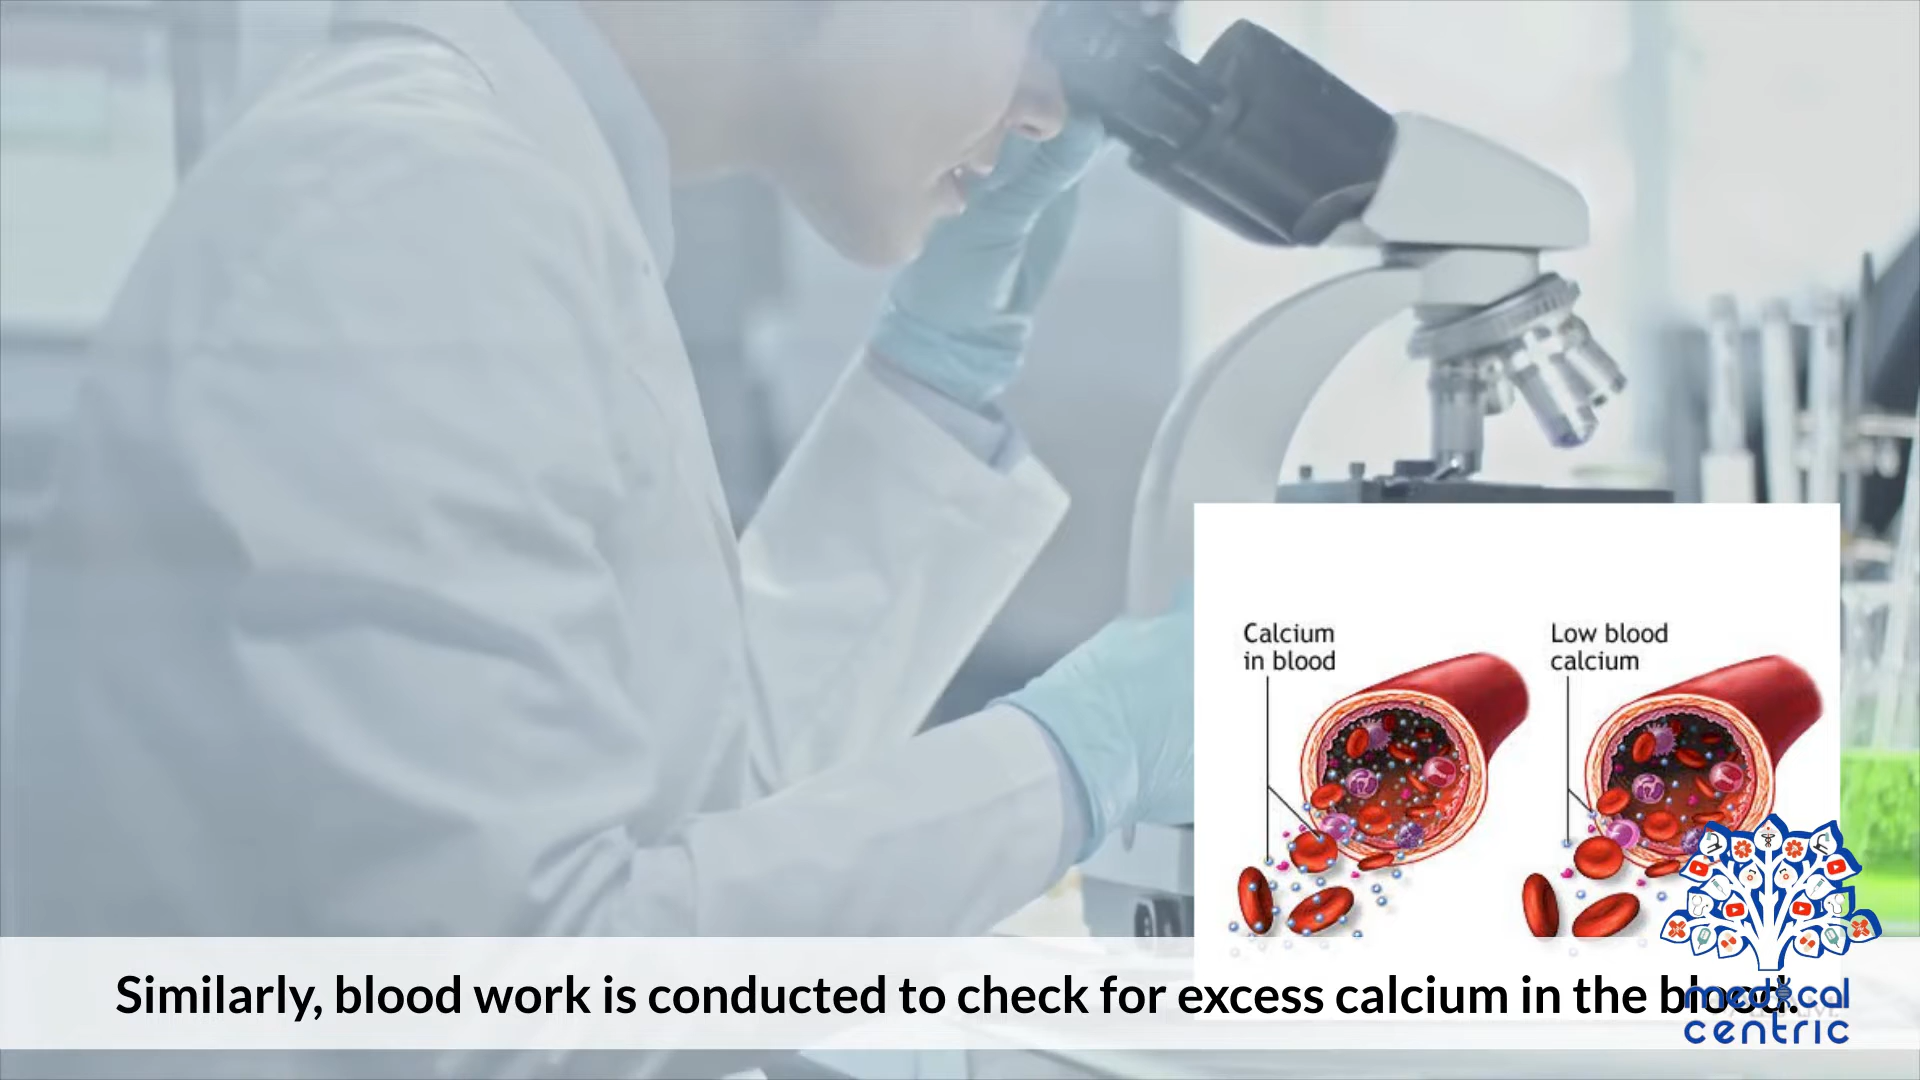 Calcium
in blood
Low blood
calcium
Similarly, blood work is conducted to check for excess calcium in the blood.
medical
centric